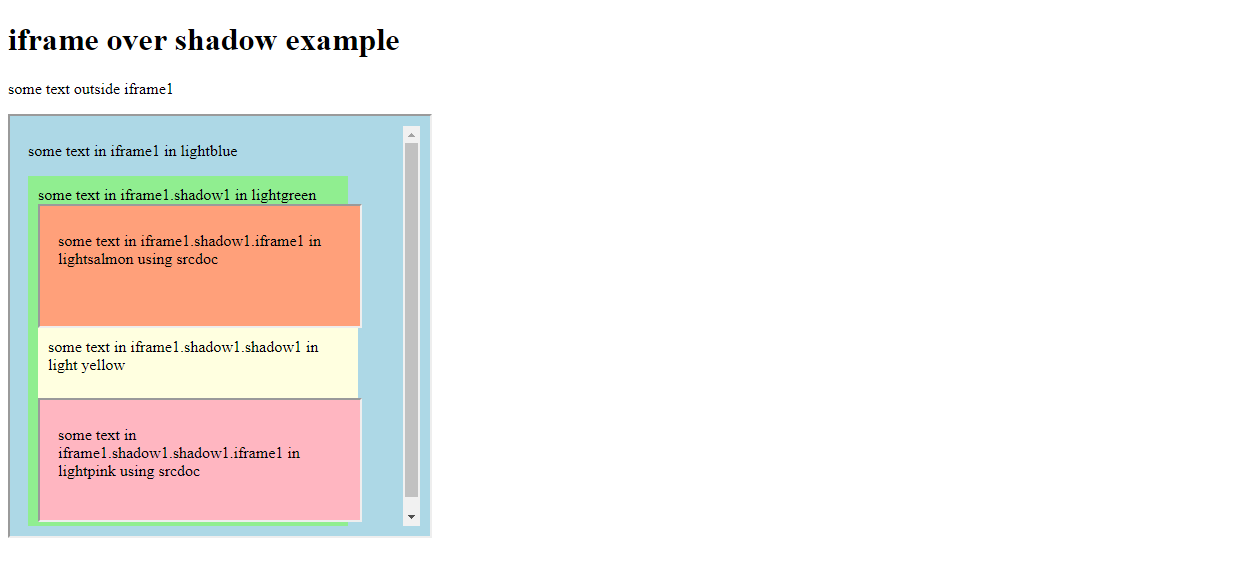 iframe over shadow example
some text outside iframe1
some text in iframe1 in lightblue
some text in iframe1.shadow1 in lightgreen
some text in iframe1.shadow1.iframe1 in
lightsalmon using srcdoc
some text in iframe1.shadow1.shadow1 in
light yellow
some text in
iframe1.shadow1.shadow1.iframe1 in
lightpink using srcdoc